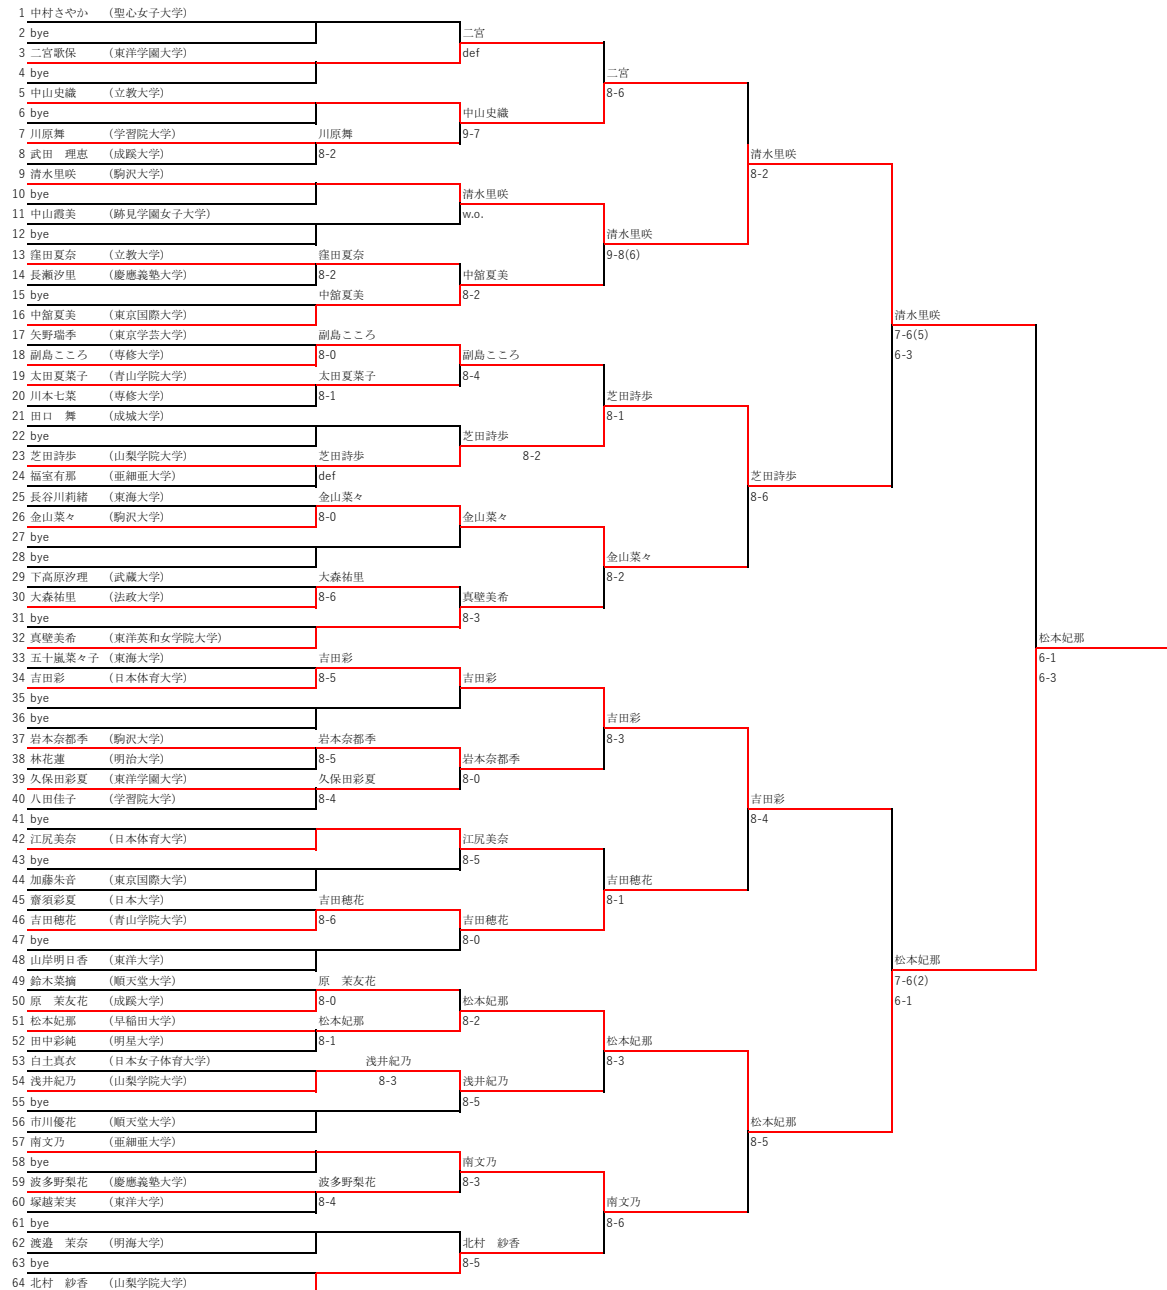 1 中村さやか （聖心女子大学）
2 bye
3 二宮歌保 （東洋学園大学）
4 bye
5 中山史織 （立教大学）
6 bye
7 川原舞 （学習院大学）
8 武田　理恵 （成蹊大学）
9 清水里咲 （駒沢大学）
10 bye
11 中山霞美 （跡見学園女子大学）
12 bye
13 窪田夏奈 （立教大学）
14 長瀬汐里 （慶應義塾大学）
15 bye
16 中舘夏美 （東京国際大学）
17 矢野瑞季 （東京学芸大学）
18 副島こころ （専修大学）
19 太田夏菜子 （青山学院大学）
20 川本七菜 （専修大学）
21 田口　舞 （成城大学）
22 bye
23 芝田詩歩 （山梨学院大学）
24 福室有那 （亜細亜大学）
25 長谷川莉緒 （東海大学）
26 金山菜々 （駒沢大学）
27 bye
28 bye
29 下高原汐理 （武蔵大学）
30 大森祐里 （法政大学）
31 bye
32 真壁美希 （東洋英和女学院大学）
33 五十嵐菜々子 （東海大学）
34 吉田彩 （日本体育大学）
35 bye
36 bye
37 岩本奈都季 （駒沢大学）
38 林花蓮 （明治大学）
39 久保田彩夏 （東洋学園大学）
40 八田佳子 （学習院大学）
41 bye
42 江尻美奈 （日本体育大学）
43 bye
44 加藤朱音 （東京国際大学）
45 齋須彩夏 （日本大学）
46 吉田穂花 （青山学院大学）
47 bye
48 山岸明日香 （東洋大学）
49 鈴木菜摘 （順天堂大学）
50 原　茉友花 （成蹊大学）
51 松本妃那 （早稲田大学）
52 田中彩純 （明星大学）
53 白土真衣 （日本女子体育大学）
54 浅井紀乃 （山梨学院大学）
55 bye
56 市川優花 （順天堂大学）
57 南文乃 （亜細亜大学）
58 bye
59 波多野梨花 （慶應義塾大学）
60 塚越茉実 （東洋大学）
61 bye
62 渡邉　茉奈 （明海大学）
63 bye
64 北村　紗香 （山梨学院大学）
川原舞
8-2
窪田夏奈
8-2
中舘夏美
副島こころ
8-0
太田夏菜子
8-1
芝田詩歩
def
金山菜々
8-0
大森祐里
8-6
吉田彩
8-5
岩本奈都季
8-5
久保田彩夏
8-4
吉田穂花
8-6
原　茉友花
8-0
松本妃那
8-1
浅井紀乃
8-3
波多野梨花
8-4
二宮
def
中山史織
9-7
清水里咲
w.o.
中舘夏美
8-2
副島こころ
8-4
芝田詩歩
8-2
金山菜々
真壁美希
8-3
吉田彩
岩本奈都季
8-0
江尻美奈
8-5
吉田穂花
8-0
松本妃那
8-2
浅井紀乃
8-5
南文乃
8-3
北村　紗香
8-5
二宮
8-6
清水里咲
9-8(6)
芝田詩歩
8-1
金山菜々
8-2
吉田彩
8-3
吉田穂花
8-1
松本妃那
8-3
南文乃
8-6
清水里咲
8-2
芝田詩歩
8-6
吉田彩
8-4
松本妃那
8-5
清水里咲
7-6(5)
6-3
松本妃那
7-6(2)
6-1
松本妃那
6-1
6-3